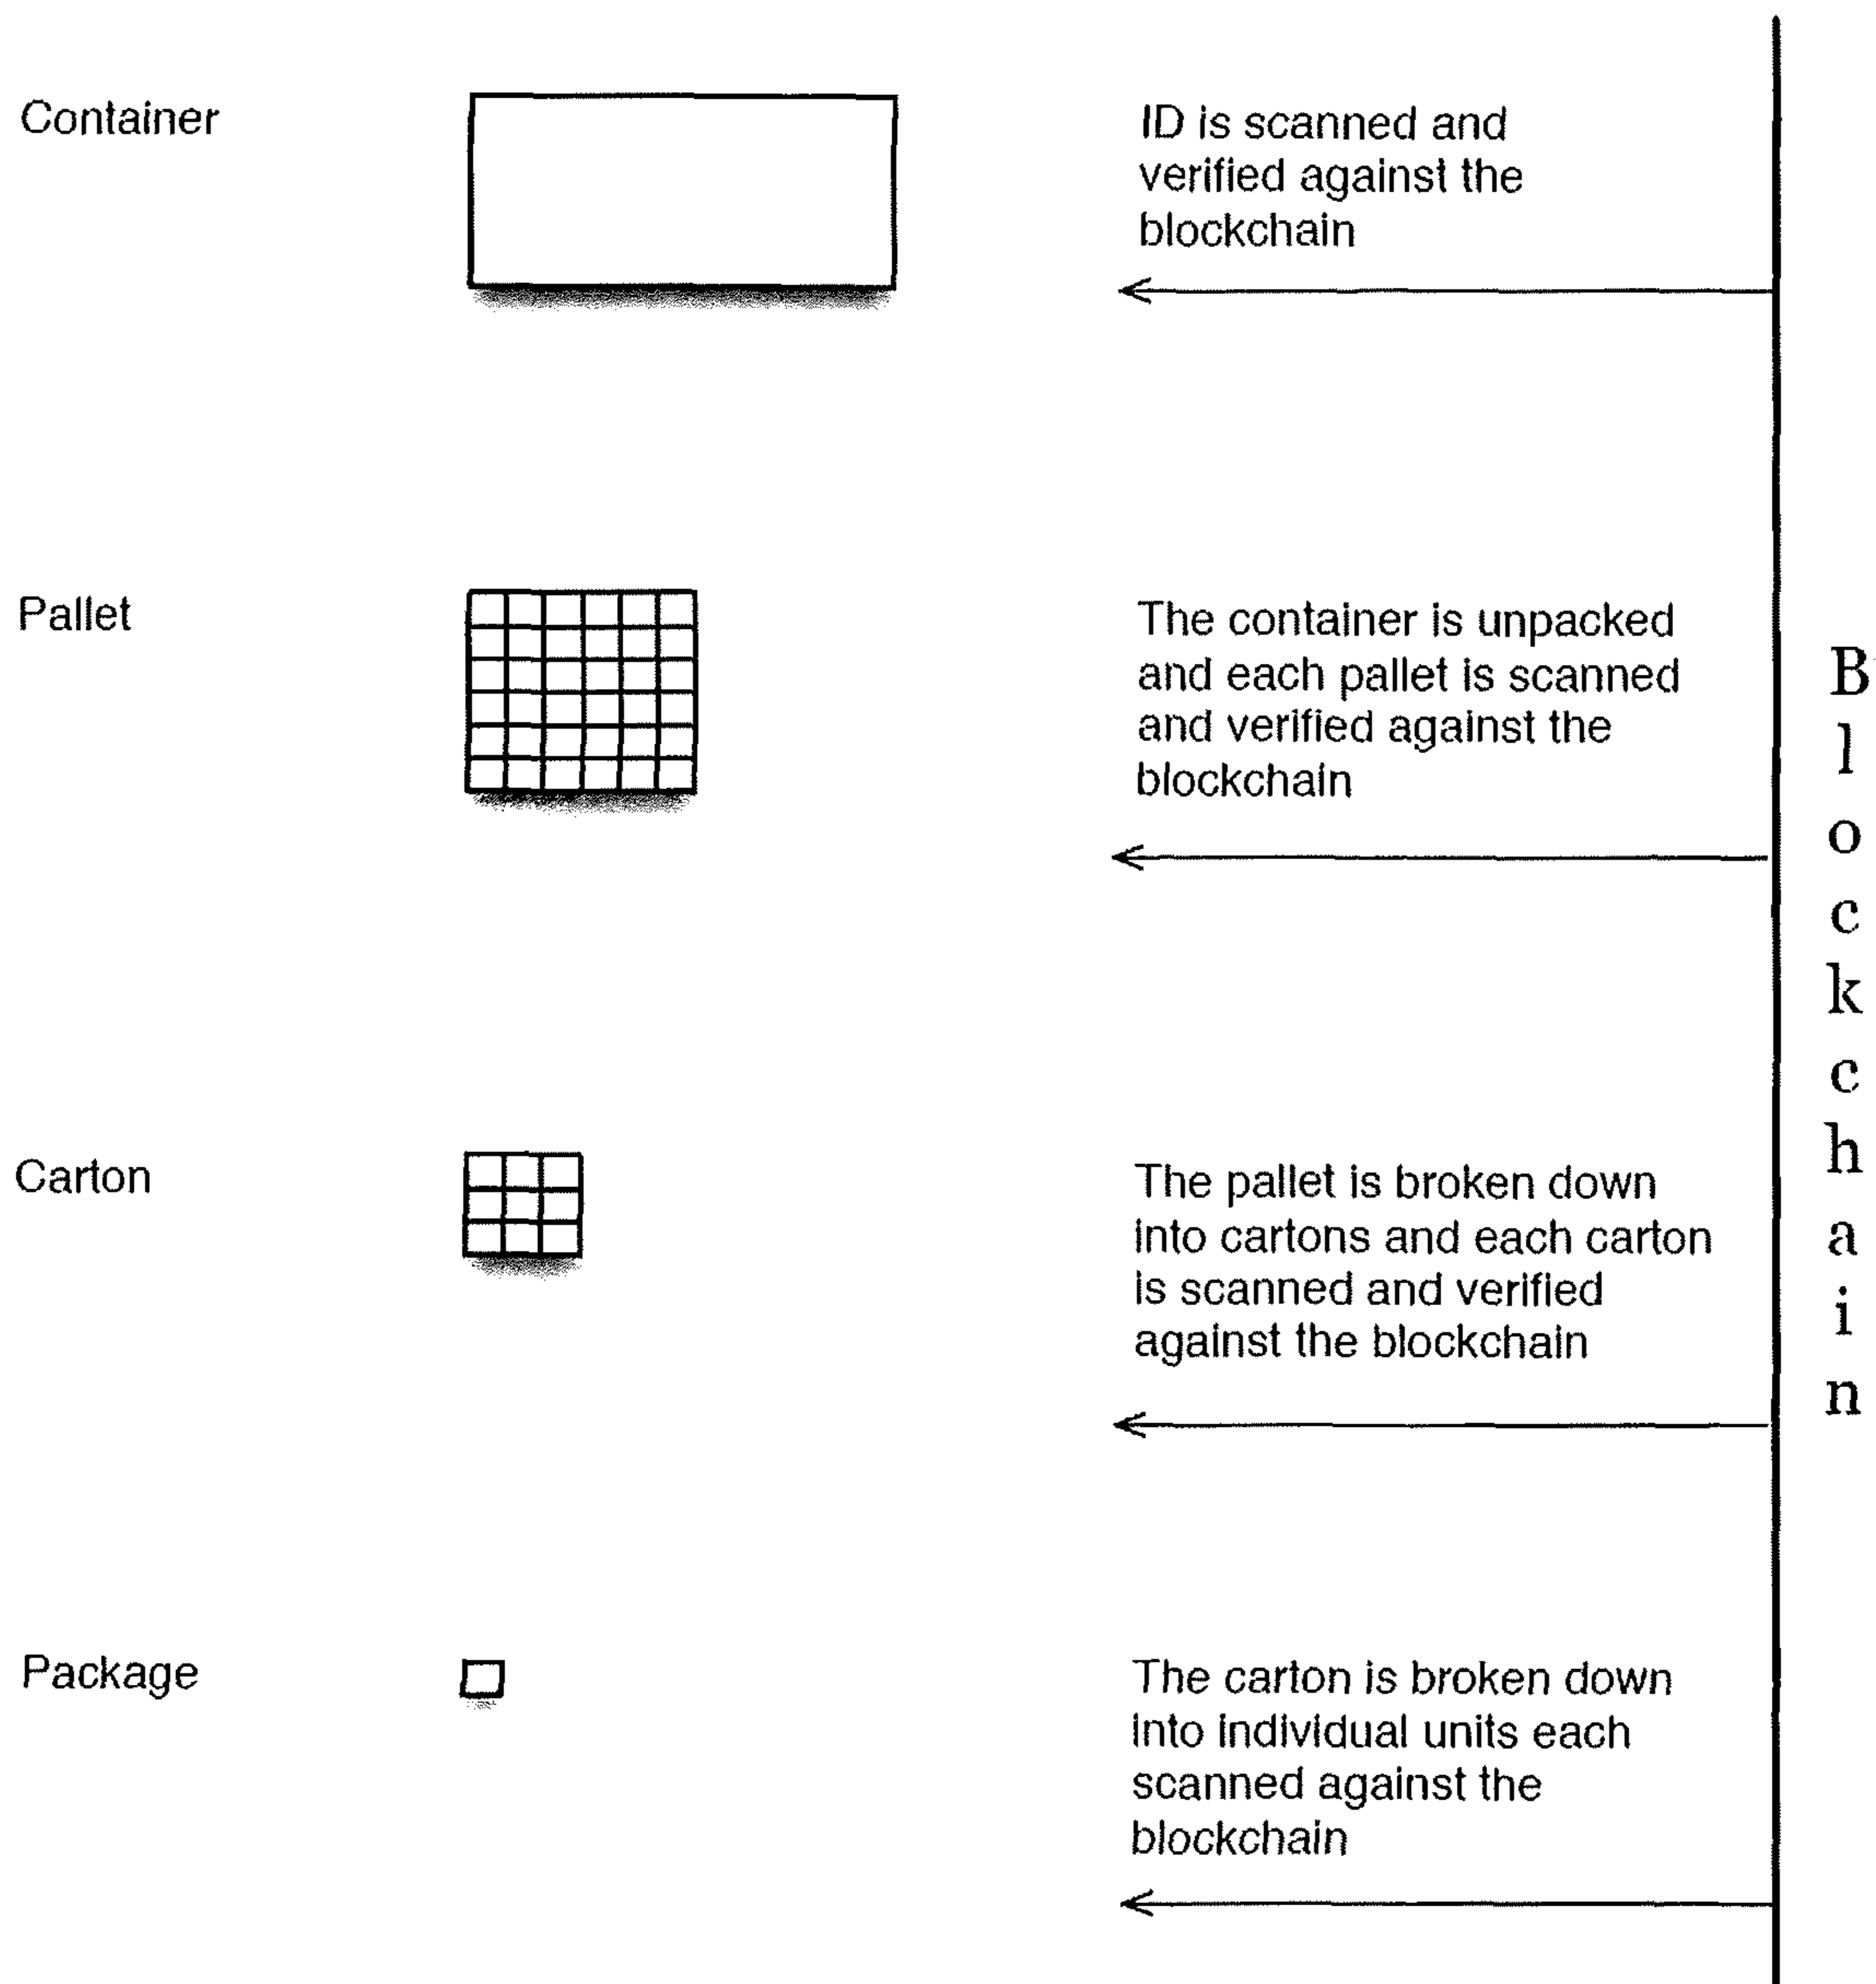 Container
ID is scanned and
verified against the
blockchain
Pallet
The container is unpacked
and each pallet is scanned
and verified against the
blockchain
Carton
The pallet is broken down
into cartons and each carton
is scanned and verified
against the blockchain
Package
The carton is broken down
into individual units each
scanned against the
blockchain
Blockchain